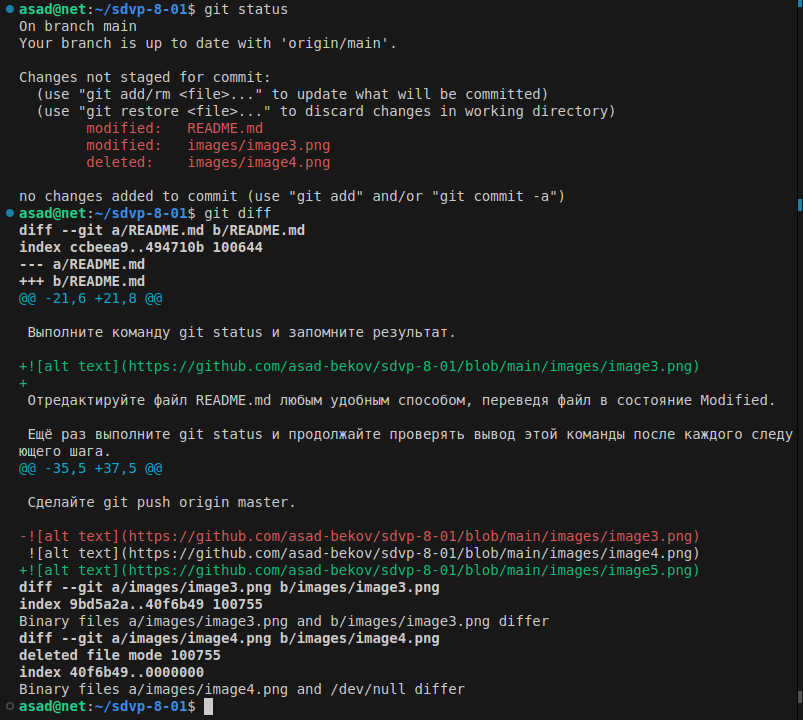 asad@net:~/sdvp-8-01$ git status
On branch main
Your branch is up to date with 'origin/main'.

Changes not staged for commit:
  (use "git add/rm <file>..." to update what will be committed)
  (use "git restore <file>..." to discard changes in working directory)
        modified:   README.md
        modified:   images/image3.png
        deleted:    images/image4.png

no changes added to commit (use "git add" and/or "git commit -a")
asad@net:~/sdvp-8-01$ git diff
diff --git a/README.md b/README.md
index ccbeea9..494710b 100644
--- a/README.md
+++ b/README.md
@@ -21,6 +21,8 @@

 Выполните команду git status и запомните результат.

+![alt text](https://github.com/asad-bekov/sdvp-8-01/blob/main/images/image3.png)
+
 Отредактируйте файл README.md любым удобным способом, переведя файл в состояние Modified.

 Ещё раз выполните git status и продолжайте проверять вывод этой команды после каждого следу
ющего шага.
@@ -35,5 +37,5 @@

 Сделайте git push origin master.

-![alt text](https://github.com/asad-bekov/sdvp-8-01/blob/main/images/image3.png)
 ![alt text](https://github.com/asad-bekov/sdvp-8-01/blob/main/images/image4.png)
+![alt text](https://github.com/asad-bekov/sdvp-8-01/blob/main/images/image5.png)
diff --git a/images/image3.png b/images/image3.png
index 9bd5a2a..40f6b49 100755
Binary files a/images/image3.png and b/images/image3.png differ
diff --git a/images/image4.png b/images/image4.png
deleted file mode 100755
index 40f6b49..0000000
Binary files a/images/image4.png and /dev/null differ
asad@net:~/sdvp-8-01$